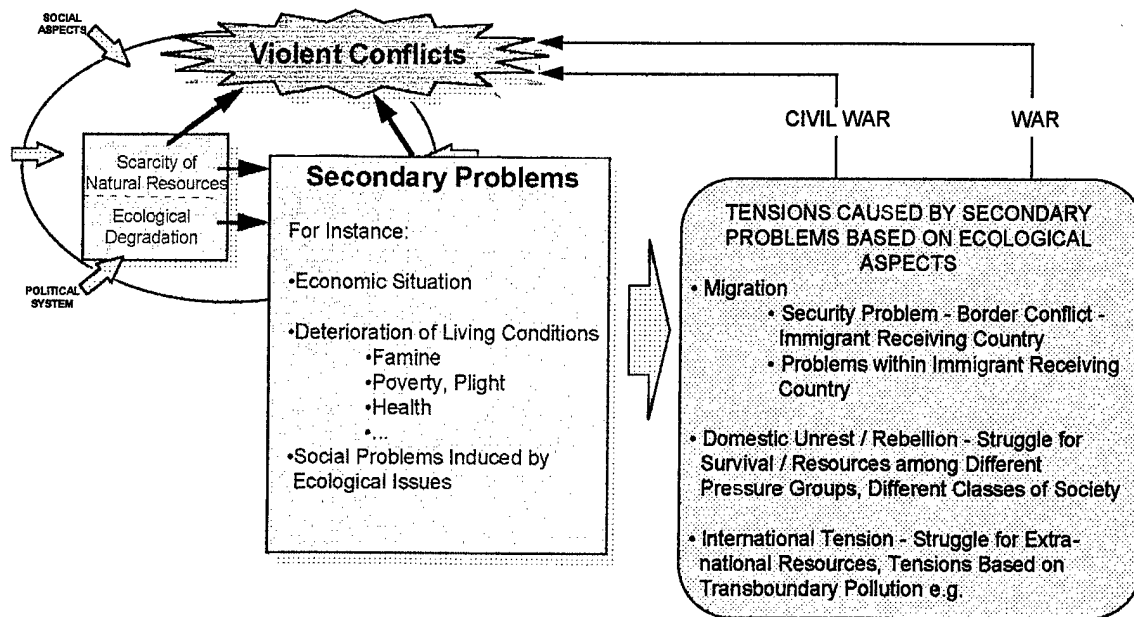 SOCIAL
ASPECTS
Violent Conflicts
CIVIL WAR
WAR
Scarcity of
Natural Resources
Ecological
Degradation
POLITICAL
SYSTEM
Secondary Problems
For Instance:
•Economic Situation
•Deterioration of Living Conditions
•Famine
•Poverty, Plight
•Health
•...
•Social Problems Induced by
Ecological Issues
TENSIONS CAUSED BY SECONDARY
PROBLEMS BASED ON ECOLOGICAL
ASPECTS
• Migration
• Security Problem - Border Conflict -
Immigrant Receiving Country
• Problems within Immigrant Receiving
Country
• Domestic Unrest / Rebellion - Struggle for
Survival / Resources among Different
Pressure Groups, Different Classes of Society
• International Tension - Struggle for Extra-
national Resources, Tensions Based on
Transboundary Pollution e.g.